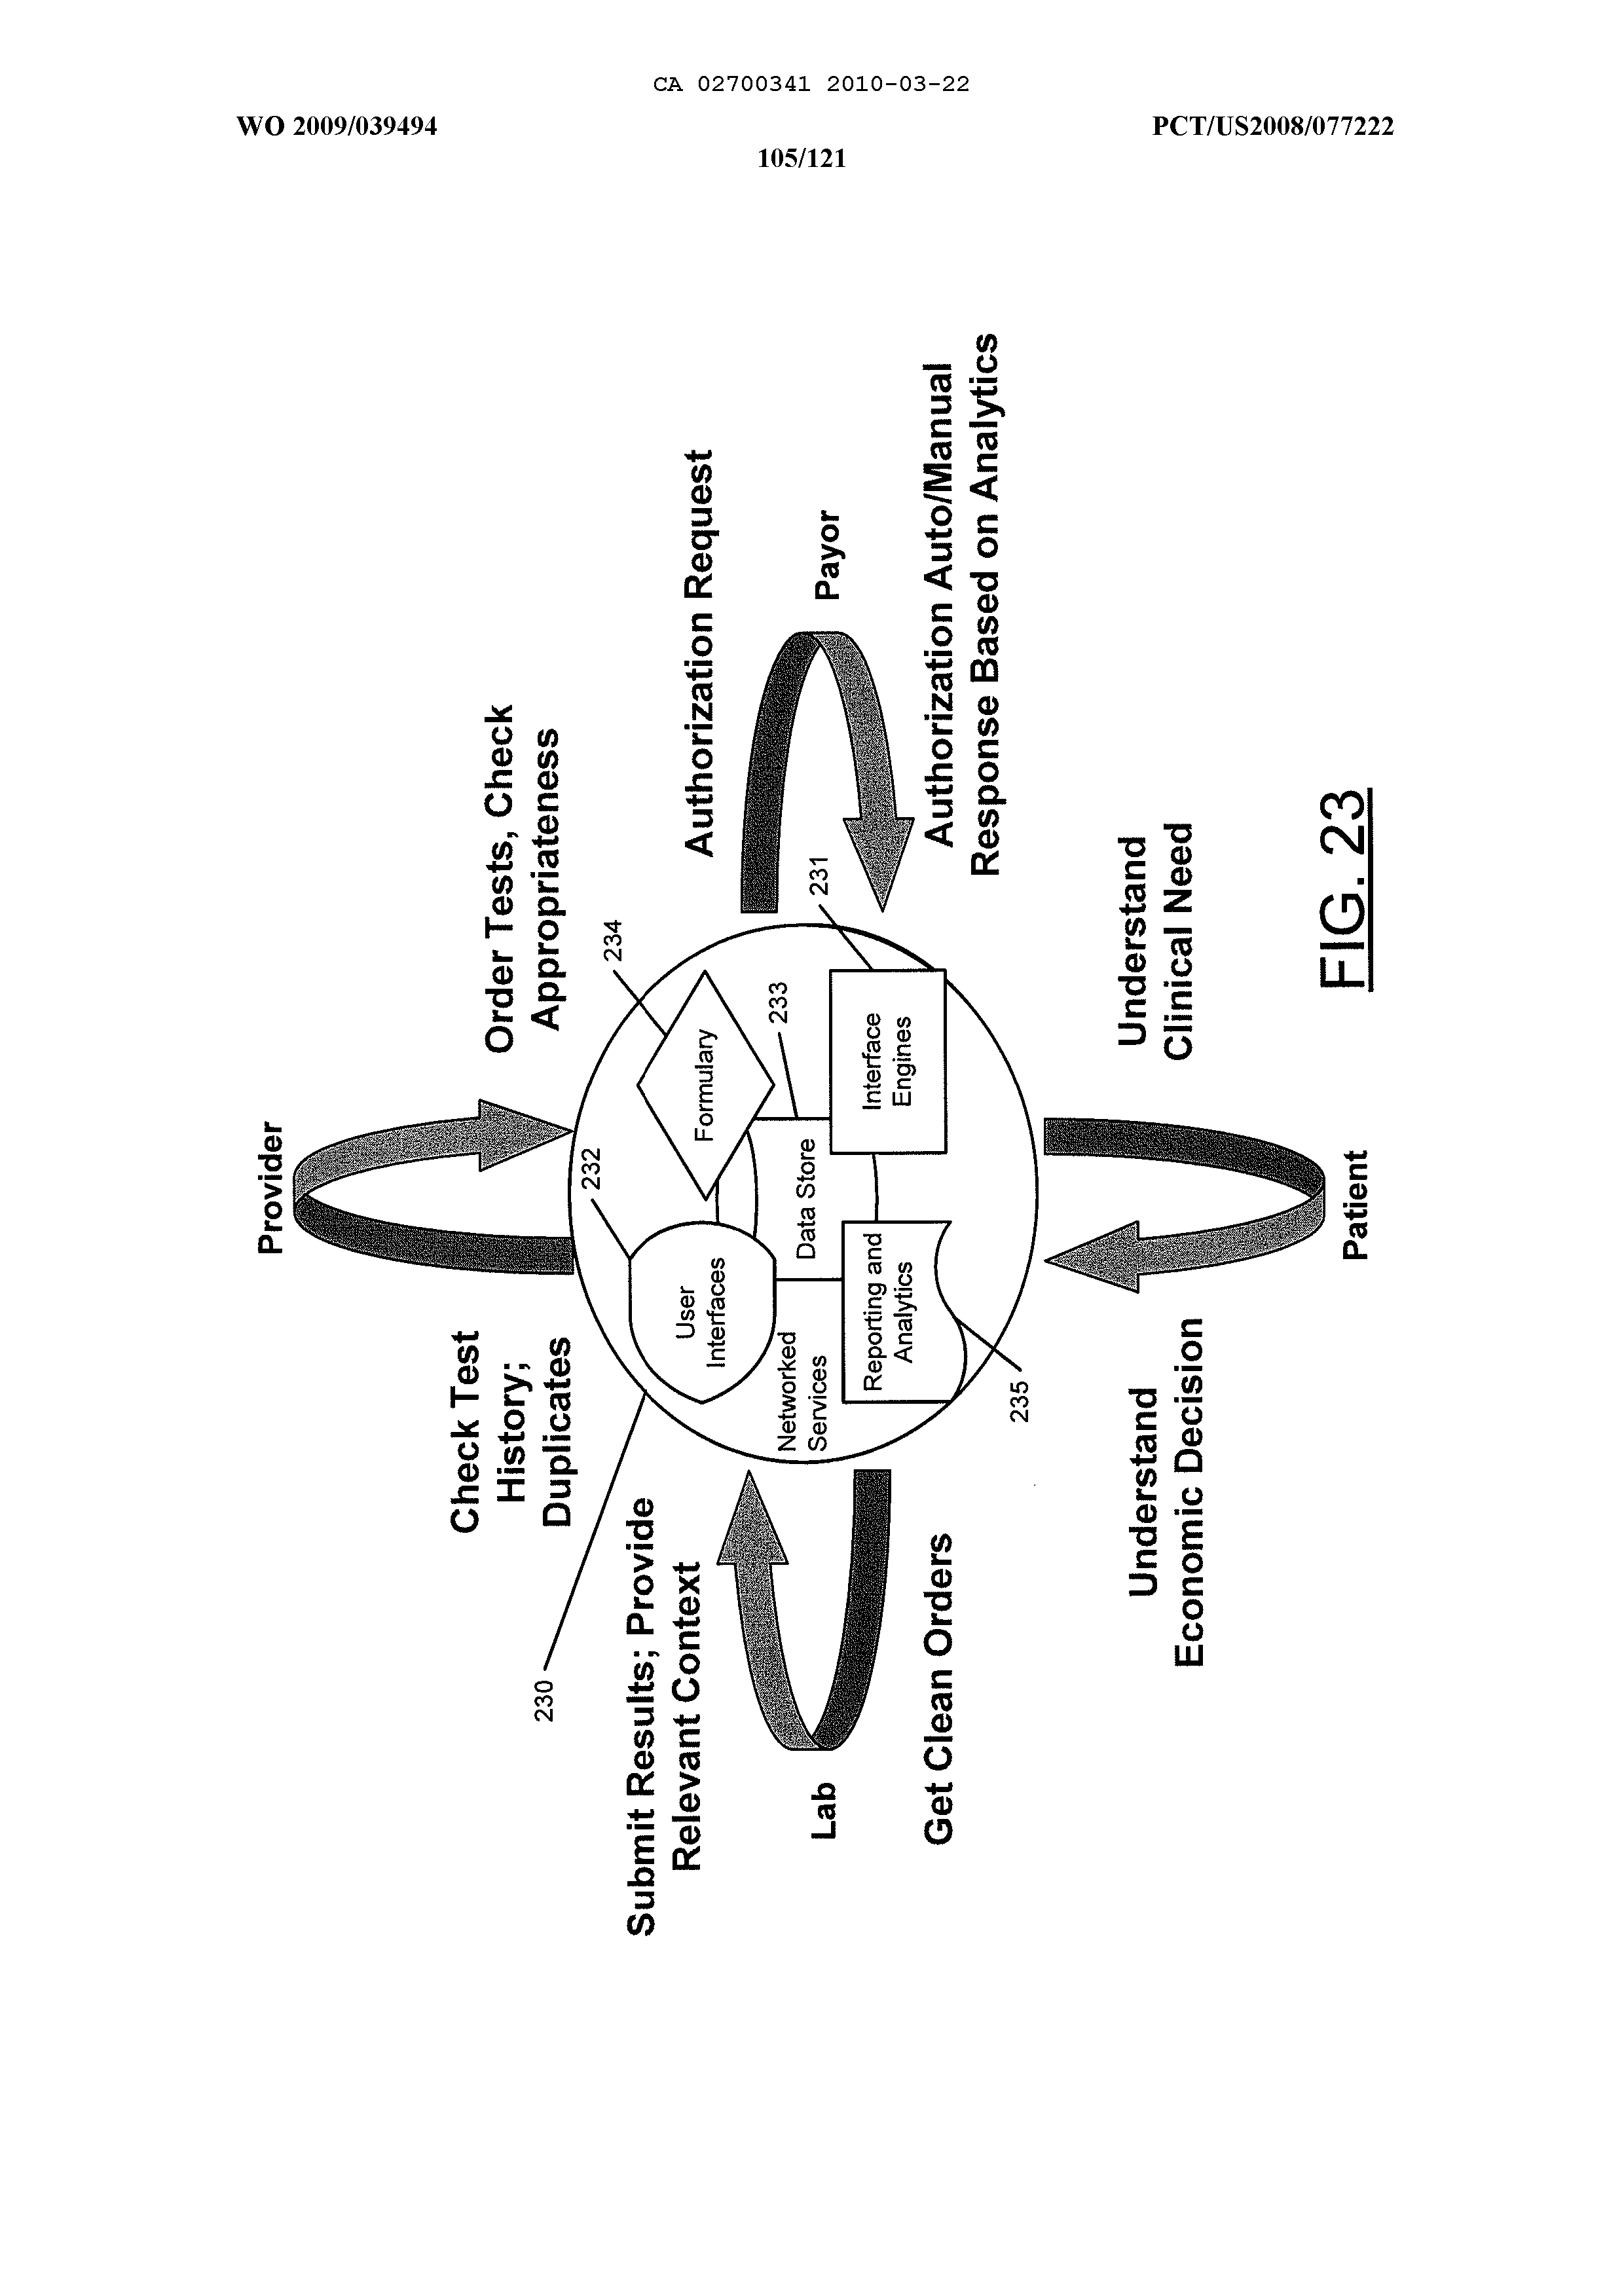 CA 02700341 2010-03-22
WO 2009/039494
PCT/US2008/077222
105/121
Provider
Check Test
History;
Duplicates
Order Tests, Check
Appropriateness
230
232
234
Submit Results; Provide
Relevant Context
Authorization Request
User
Interfaces
Formulary
233
231
Networked
Services
Data Store
Lab
Payor
Reporting and
Analytics
Interface
Engines
235
Get Clean Orders
Authorization Auto/Manual
Response Based on Analytics
Understand
Economic Decision
Understand
Clinical Need
Patient
FIG. 23